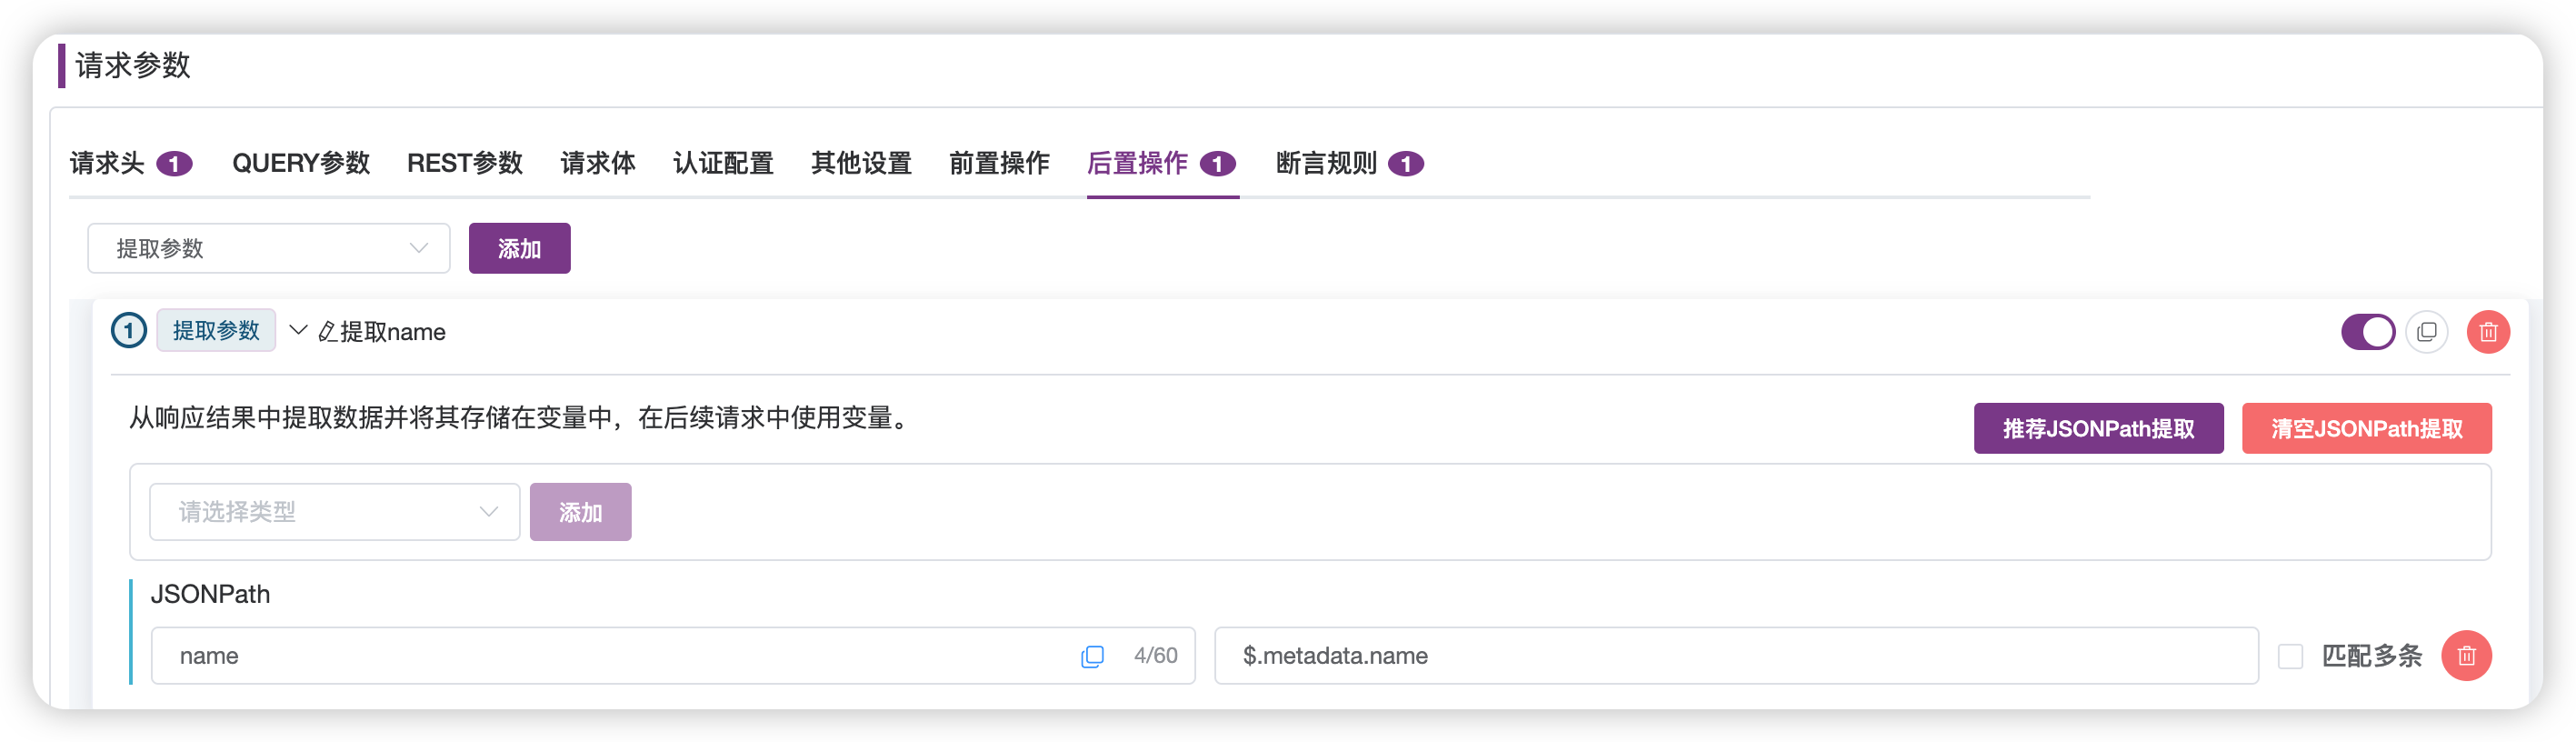 请求参数
请求头 1 QUERY参数 REST参数 请求体 认证配置 其他设置 前置操作 后置操作 1 断言规则 1
提取参数 添加
1 提取参数 提取name
从响应结果中提取数据并将其存储在变量中，在后续请求中使用变量。 推荐JSONPath提取 清空JSONPath提取
请选择类型 添加
JSONPath
name 4/60 $.metadata.name 匹配多条